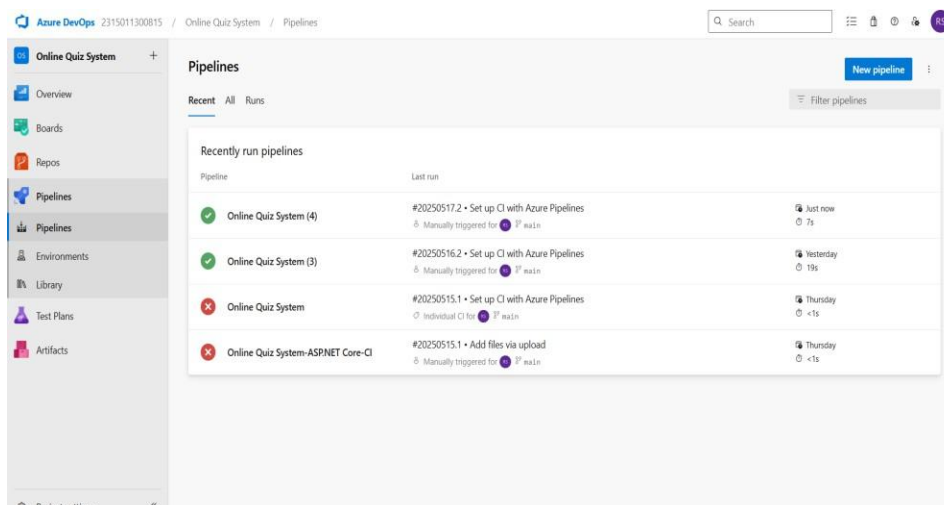 Azure DevOps 2315011300815 / Online Quiz System / Pipelines
Search
RS
OS Online Quiz System +
Overview
Boards
Repos
Pipelines
Pipelines
Environments
Library
Test Plans
Artifacts
Pipelines
New pipeline
Recent All Runs
Filter pipelines
Recently run pipelines
Pipeline Last run
Online Quiz System (4)
#20250517.2 • Set up CI with Azure Pipelines
Manually triggered for RS main
Just now
7s
Online Quiz System (3)
#20250516.2 • Set up CI with Azure Pipelines
Manually triggered for RS main
Yesterday
19s
Online Quiz System
#20250515.1 • Set up CI with Azure Pipelines
Individual CI for RS main
Thursday
<1s
Online Quiz System-ASP.NET Core-CI
#20250515.1 • Add files via upload
Manually triggered for RS main
Thursday
<1s